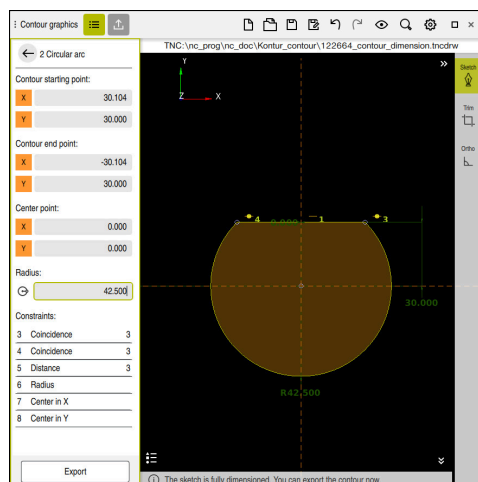 Contour graphics
TNC:\nc_prog\nc_doc\Kontur_contour\122664_contour_dimension.tncdrw
2 Circular arc
Contour starting point:
X 30.104
Y 30.000
Contour end point:
X -30.104
Y 30.000
Center point:
X 0.000
Y 0.000
Radius:
42.500
Constraints:
3 Coincidence 3
4 Coincidence 3
5 Distance 3
6 Radius
7 Center in X
8 Center in Y
Export
Y
Z X
4 0.000 1 3
30.000
R42.500
The sketch is fully dimensioned. You can export the contour now.
Sketch
Trim
Ortho